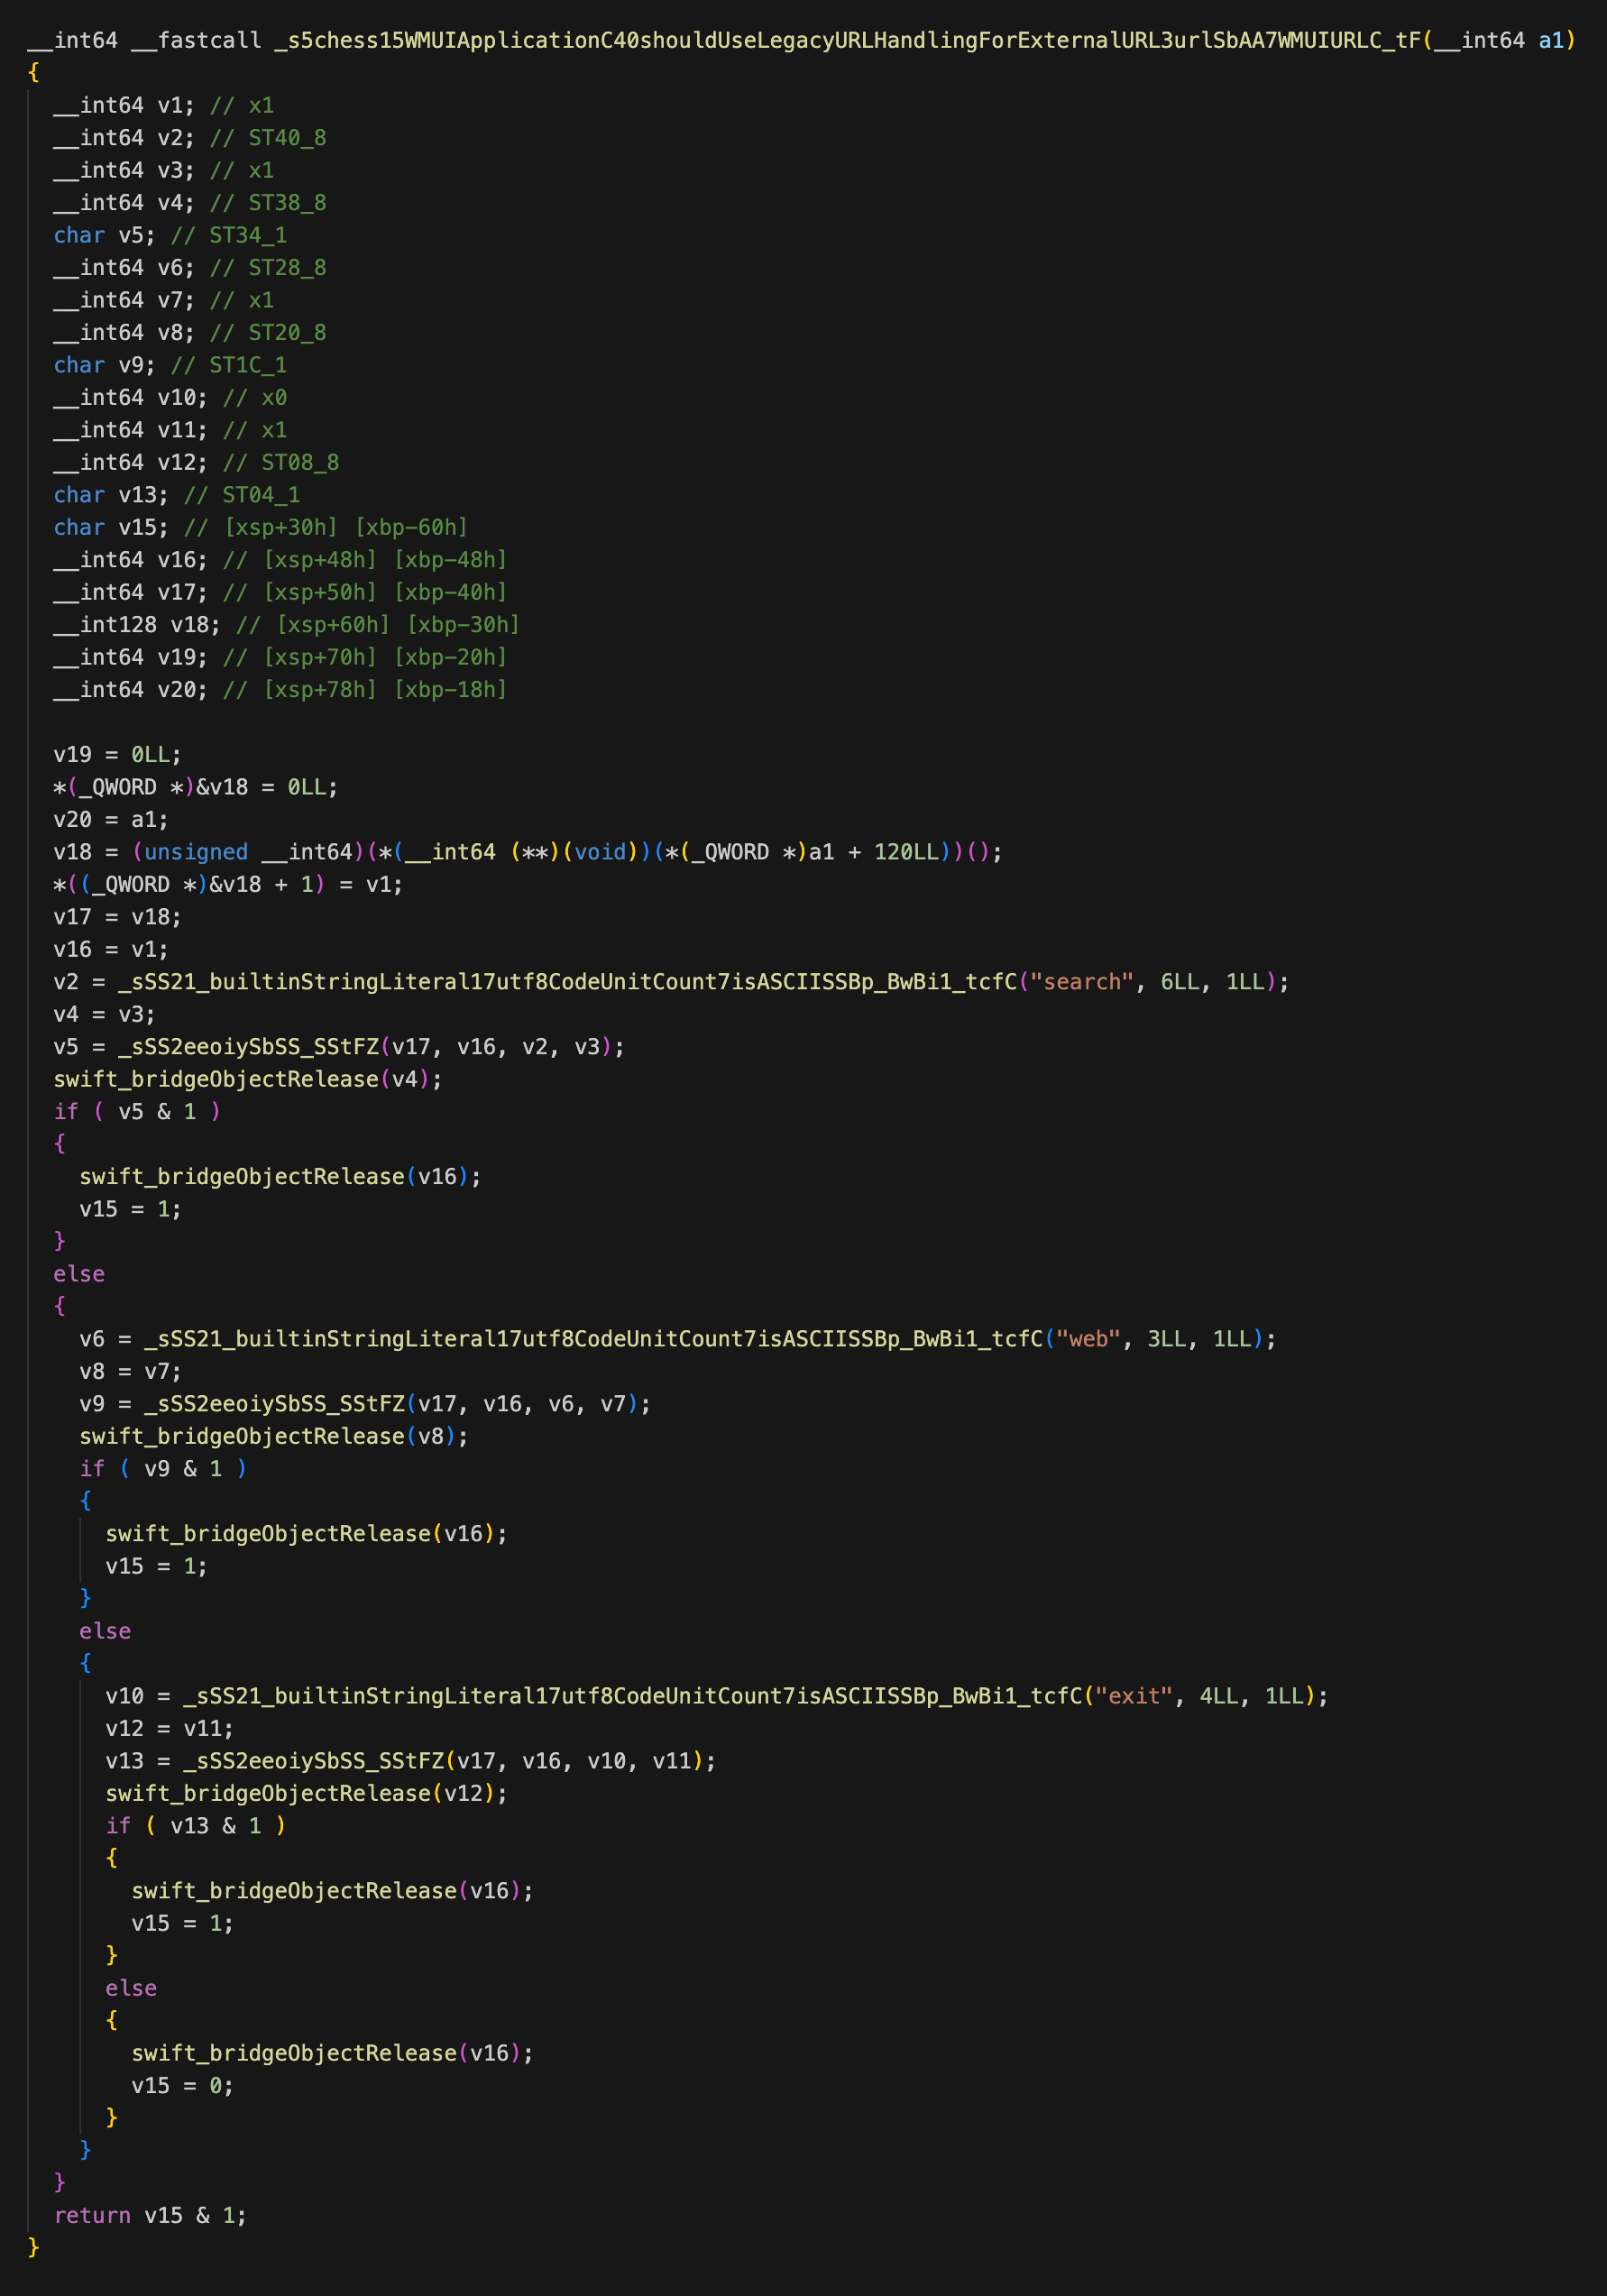 __int64 __fastcall _s5chess15WMUIApplicationC40shouldUseLegacyURLHandlingForExternalURL3urlSbAA7WMUIURLC_tF(__int64 a1)
{
  __int64 v1; // x1
  __int64 v2; // ST40_8
  __int64 v3; // x1
  __int64 v4; // ST38_8
  char v5; // ST34_1
  __int64 v6; // ST28_8
  __int64 v7; // x1
  __int64 v8; // ST20_8
  char v9; // ST1C_1
  __int64 v10; // x0
  __int64 v11; // x1
  __int64 v12; // ST08_8
  char v13; // ST04_1
  char v15; // [xsp+30h] [xbp-60h]
  __int64 v16; // [xsp+48h] [xbp-48h]
  __int64 v17; // [xsp+50h] [xbp-40h]
  __int128 v18; // [xsp+60h] [xbp-30h]
  __int64 v19; // [xsp+70h] [xbp-20h]
  __int64 v20; // [xsp+78h] [xbp-18h]

  v19 = 0LL;
  *(_QWORD *)&v18 = 0LL;
  v20 = a1;
  v18 = (unsigned __int64)(*(__int64 (**)(void))(*(_QWORD *)a1 + 120LL))();
  *((_QWORD *)&v18 + 1) = v1;
  v17 = v18;
  v16 = v1;
  v2 = _sSS21_builtinStringLiteral17utf8CodeUnitCount7isASCIISSBp_BwBi1_tcfC("search", 6LL, 1LL);
  v4 = v3;
  v5 = _sSS2eeoiySbSS_SStFZ(v17, v16, v2, v3);
  swift_bridgeObjectRelease(v4);
  if ( v5 & 1 )
  {
    swift_bridgeObjectRelease(v16);
    v15 = 1;
  }
  else
  {
    v6 = _sSS21_builtinStringLiteral17utf8CodeUnitCount7isASCIISSBp_BwBi1_tcfC("web", 3LL, 1LL);
    v8 = v7;
    v9 = _sSS2eeoiySbSS_SStFZ(v17, v16, v6, v7);
    swift_bridgeObjectRelease(v8);
    if ( v9 & 1 )
    {
      swift_bridgeObjectRelease(v16);
      v15 = 1;
    }
    else
    {
      v10 = _sSS21_builtinStringLiteral17utf8CodeUnitCount7isASCIISSBp_BwBi1_tcfC("exit", 4LL, 1LL);
      v12 = v11;
      v13 = _sSS2eeoiySbSS_SStFZ(v17, v16, v10, v11);
      swift_bridgeObjectRelease(v12);
      if ( v13 & 1 )
      {
        swift_bridgeObjectRelease(v16);
        v15 = 1;
      }
      else
      {
        swift_bridgeObjectRelease(v16);
        v15 = 0;
      }
    }
  }
  return v15 & 1;
}